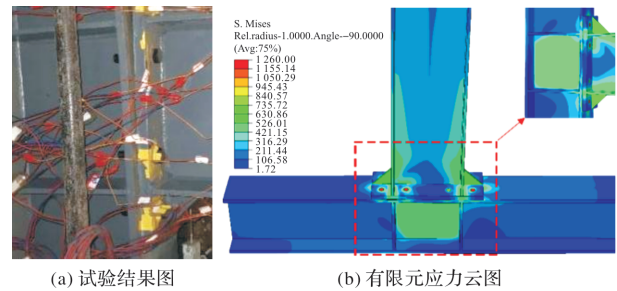 S. Mises
Rel.radius-1.0000.Angle-−90.0000
(Avg:75%)
1 260.00
1 155.14
1 050.29
945.43
840.57
735.72
630.86
526.01
421.15
316.29
211.44
106.58
1.72
(a) 试验结果图
(b) 有限元应力云图